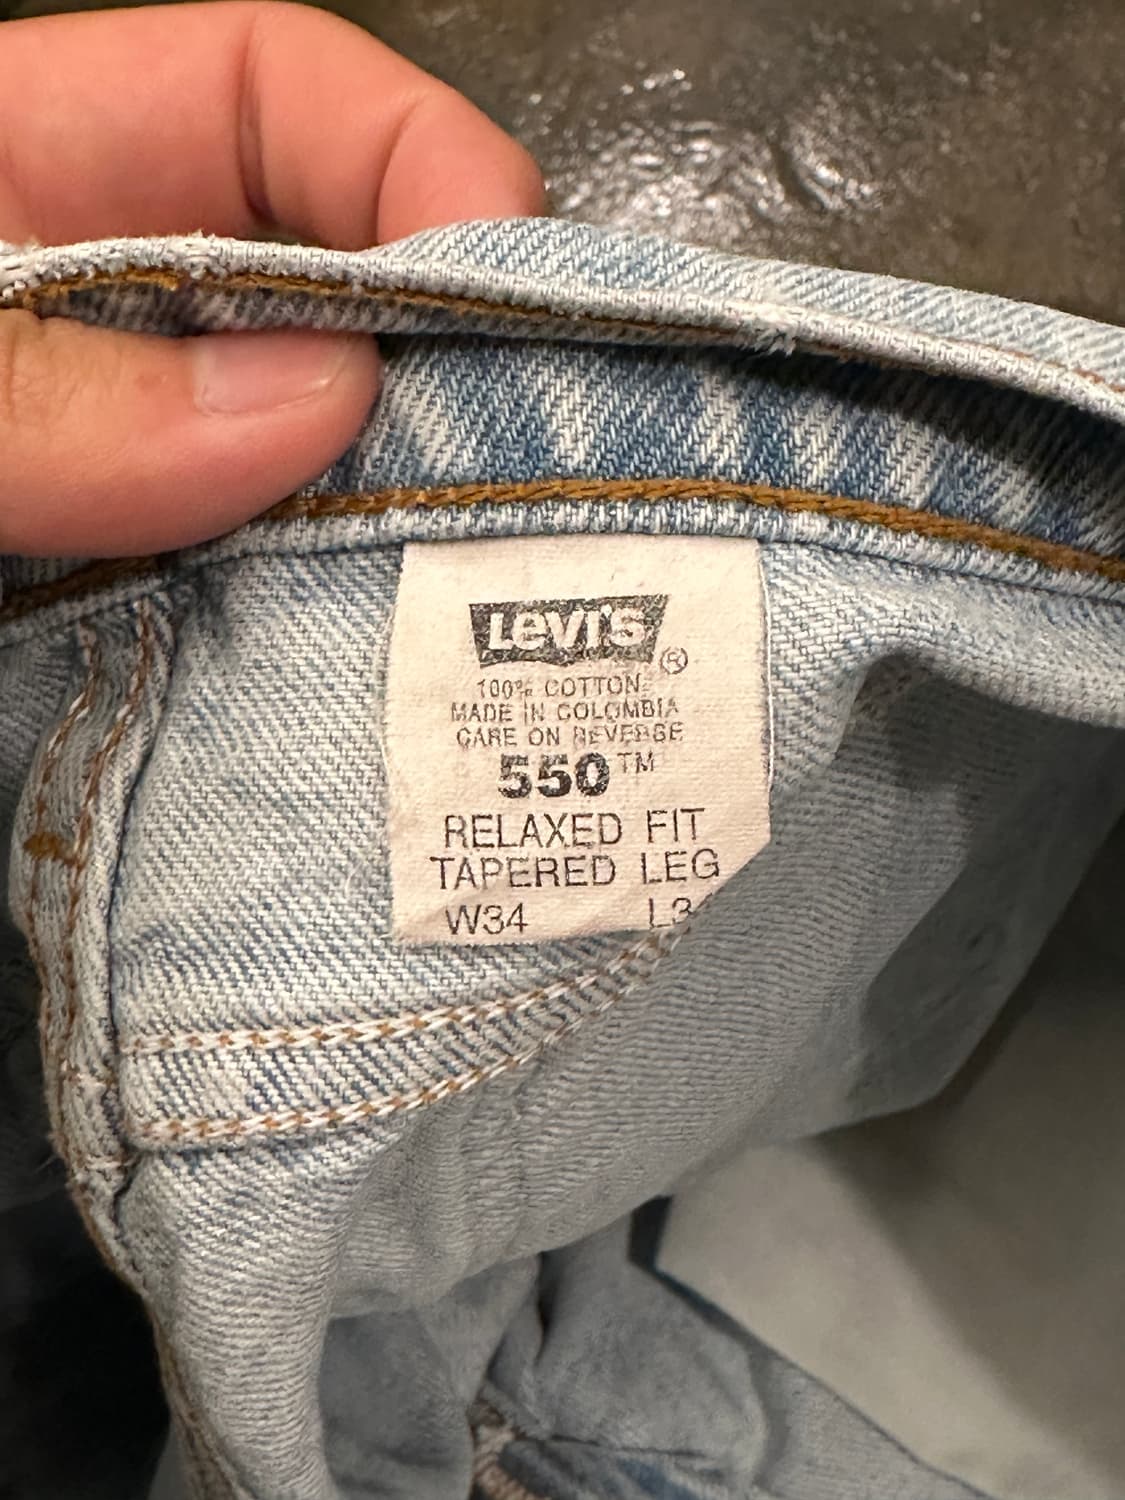 Levi's ®
100% COTTON
MADE IN COLOMBIA
CARE ON REVERSE
550™
RELAXED FIT
TAPERED LEG
W34